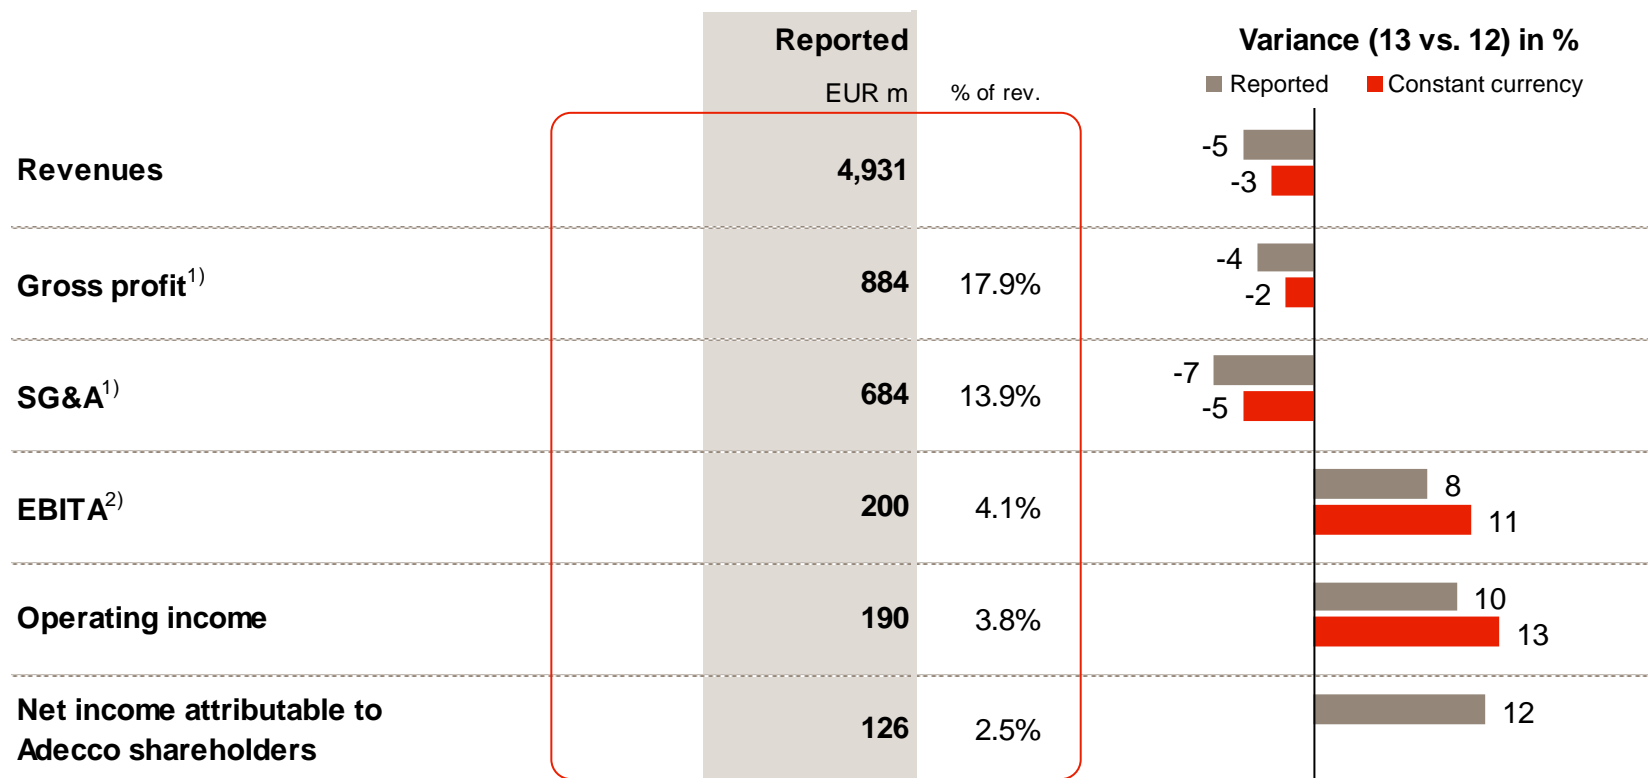 Reported
Variance (13 vs. 12) in %
EUR m
% of rev.
Reported
Constant currency
Revenues
4,931
-5
-3
Gross profit1)
884
17.9%
-4
-2
SG&A1)
684
13.9%
-7
-5
EBITA2)
200
4.1%
8
11
Operating income
190
3.8%
10
13
Net income attributable to
Adecco shareholders
126
2.5%
12